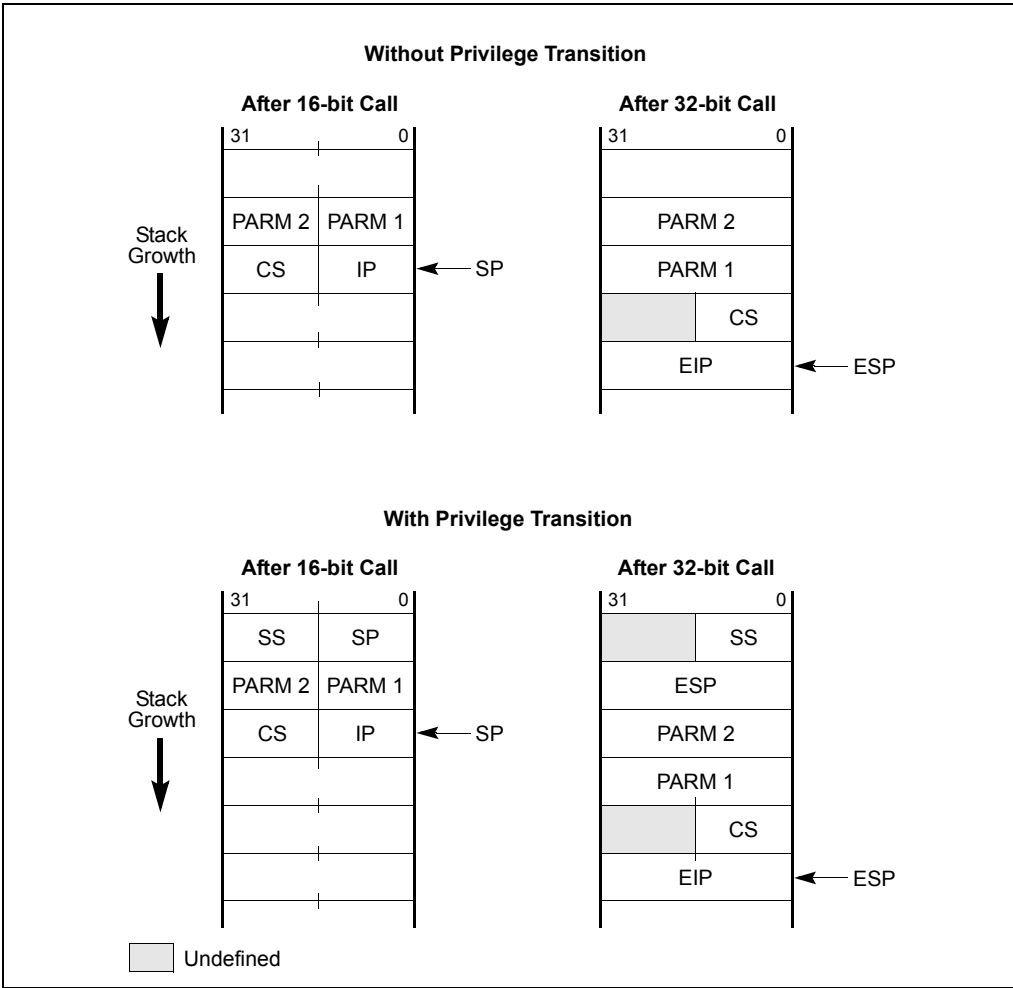 Without Privilege Transition
After 16-bit Call After 32-bit Call
31 0 31 0
PARM 2 PARM 1 PARM 2
Stack
Growth
CS IP SP PARM 1
CS
EIP ESP
With Privilege Transition
After 16-bit Call After 32-bit Call
31 0 31 0
SS SP SS
PARM 2 PARM 1 ESP
Stack
Growth
CS IP SP PARM 2
PARM 1
CS
EIP ESP
Undefined